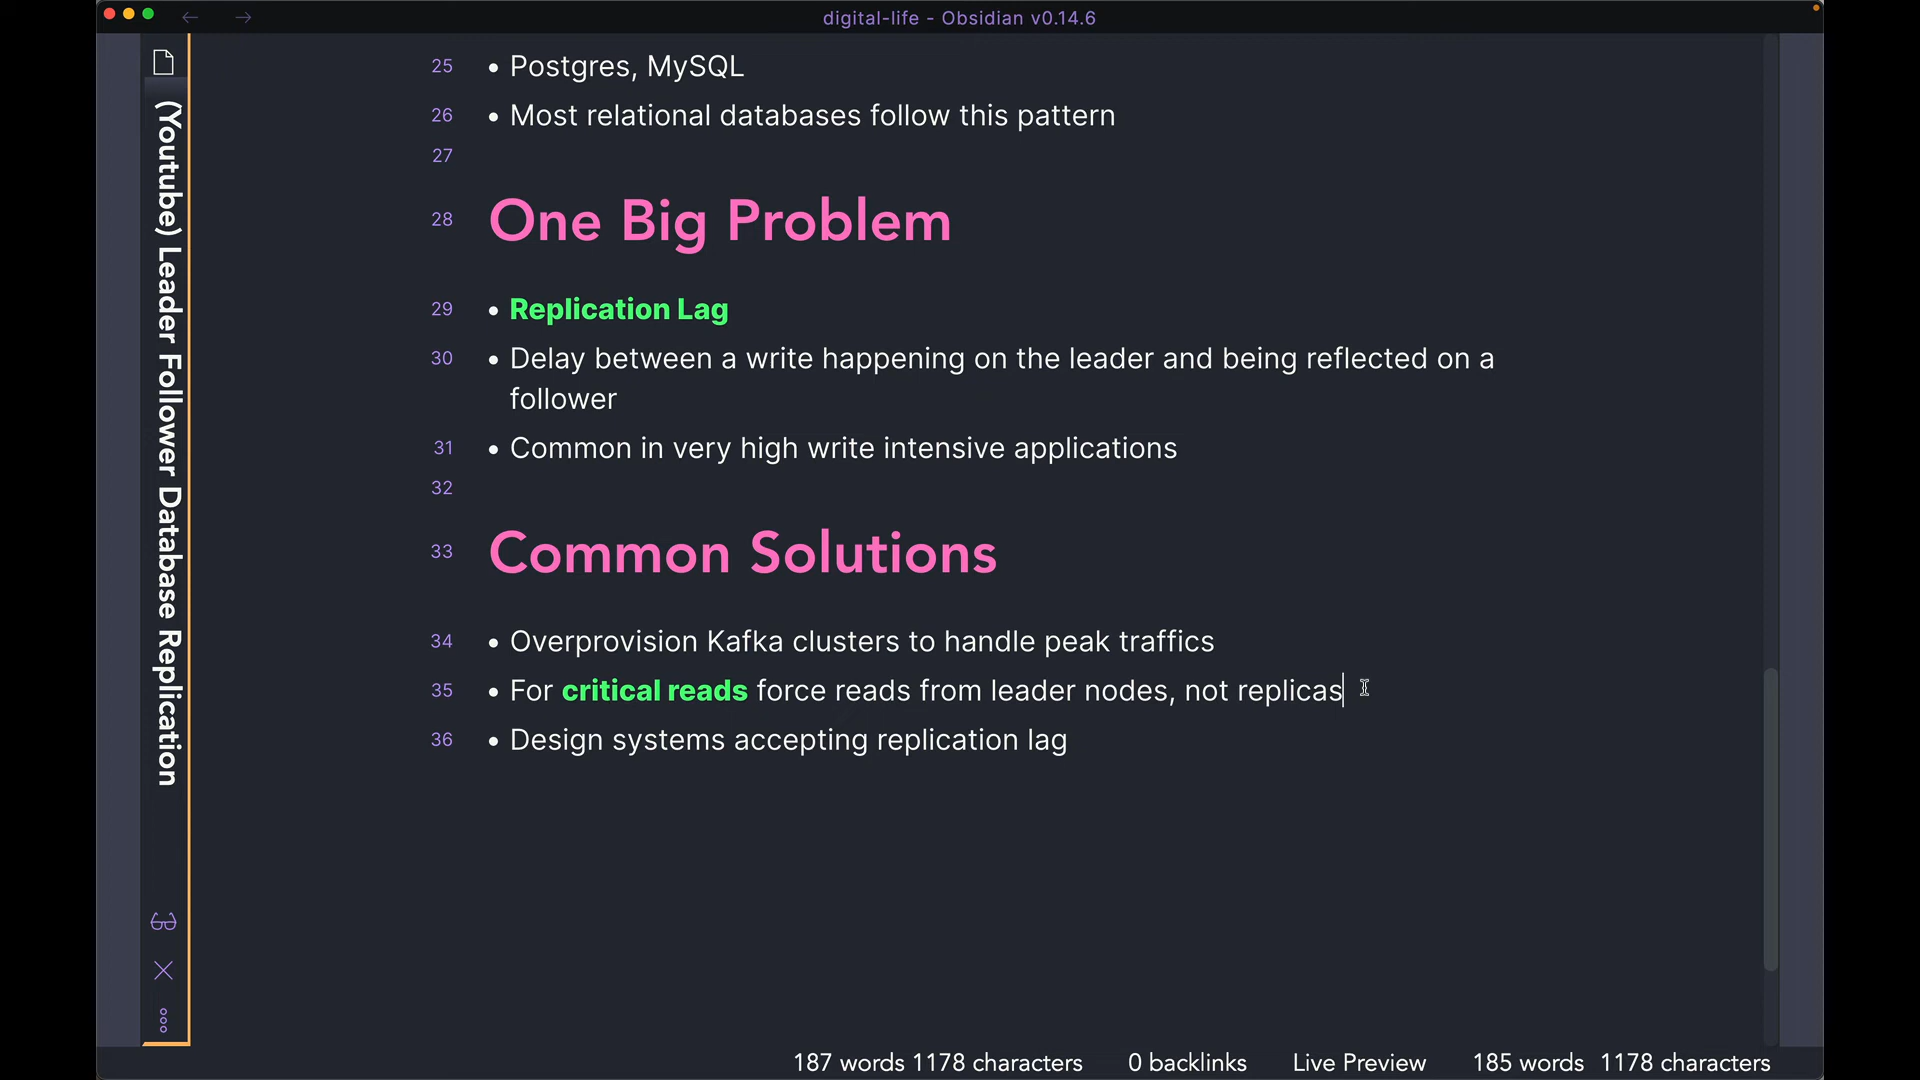 digital-life - Obsidian v0.14.6
(Youtube) Leader Follower Database Replication
25 • Postgres, MySQL
26 • Most relational databases follow this pattern
27
28 One Big Problem
29 • Replication Lag
30 • Delay between a write happening on the leader and being reflected on a
follower
31 • Common in very high write intensive applications
32
33 Common Solutions
34 • Overprovision Kafka clusters to handle peak traffics
35 • For critical reads force reads from leader nodes, not replicas
36 • Design systems accepting replication lag
187 words 1178 characters 0 backlinks Live Preview 185 words 1178 characters